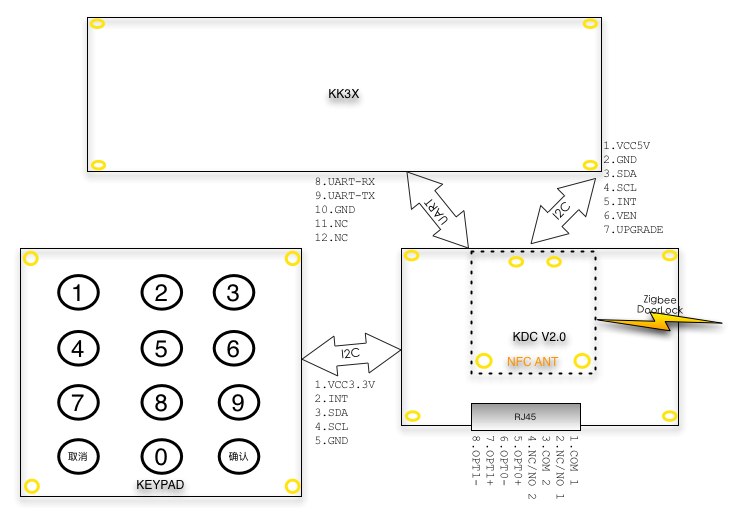 KK3X
1.VCC5V
2.GND
3.SDA
4.SCL
5.INT
6.VEN
7.UPGRADE
8.UART-RX
9.UART-TX
10.GND
11.NC
12.NC
UART
I2C
1
2
3
4
5
6
7
8
9
取消
0
确认
KEYPAD
I2C
1.VCC3.3V
2.INT
3.SDA
4.SCL
5.GND
KDC V2.0
NFC ANT
Zigbee
DoorLock
RJ45
1.COM 1
2.NC/NO 1
3.COM 2
4.NC/NO 2
5.OPT0+
6.OPT0-
7.OPT1+
8.OPT1-